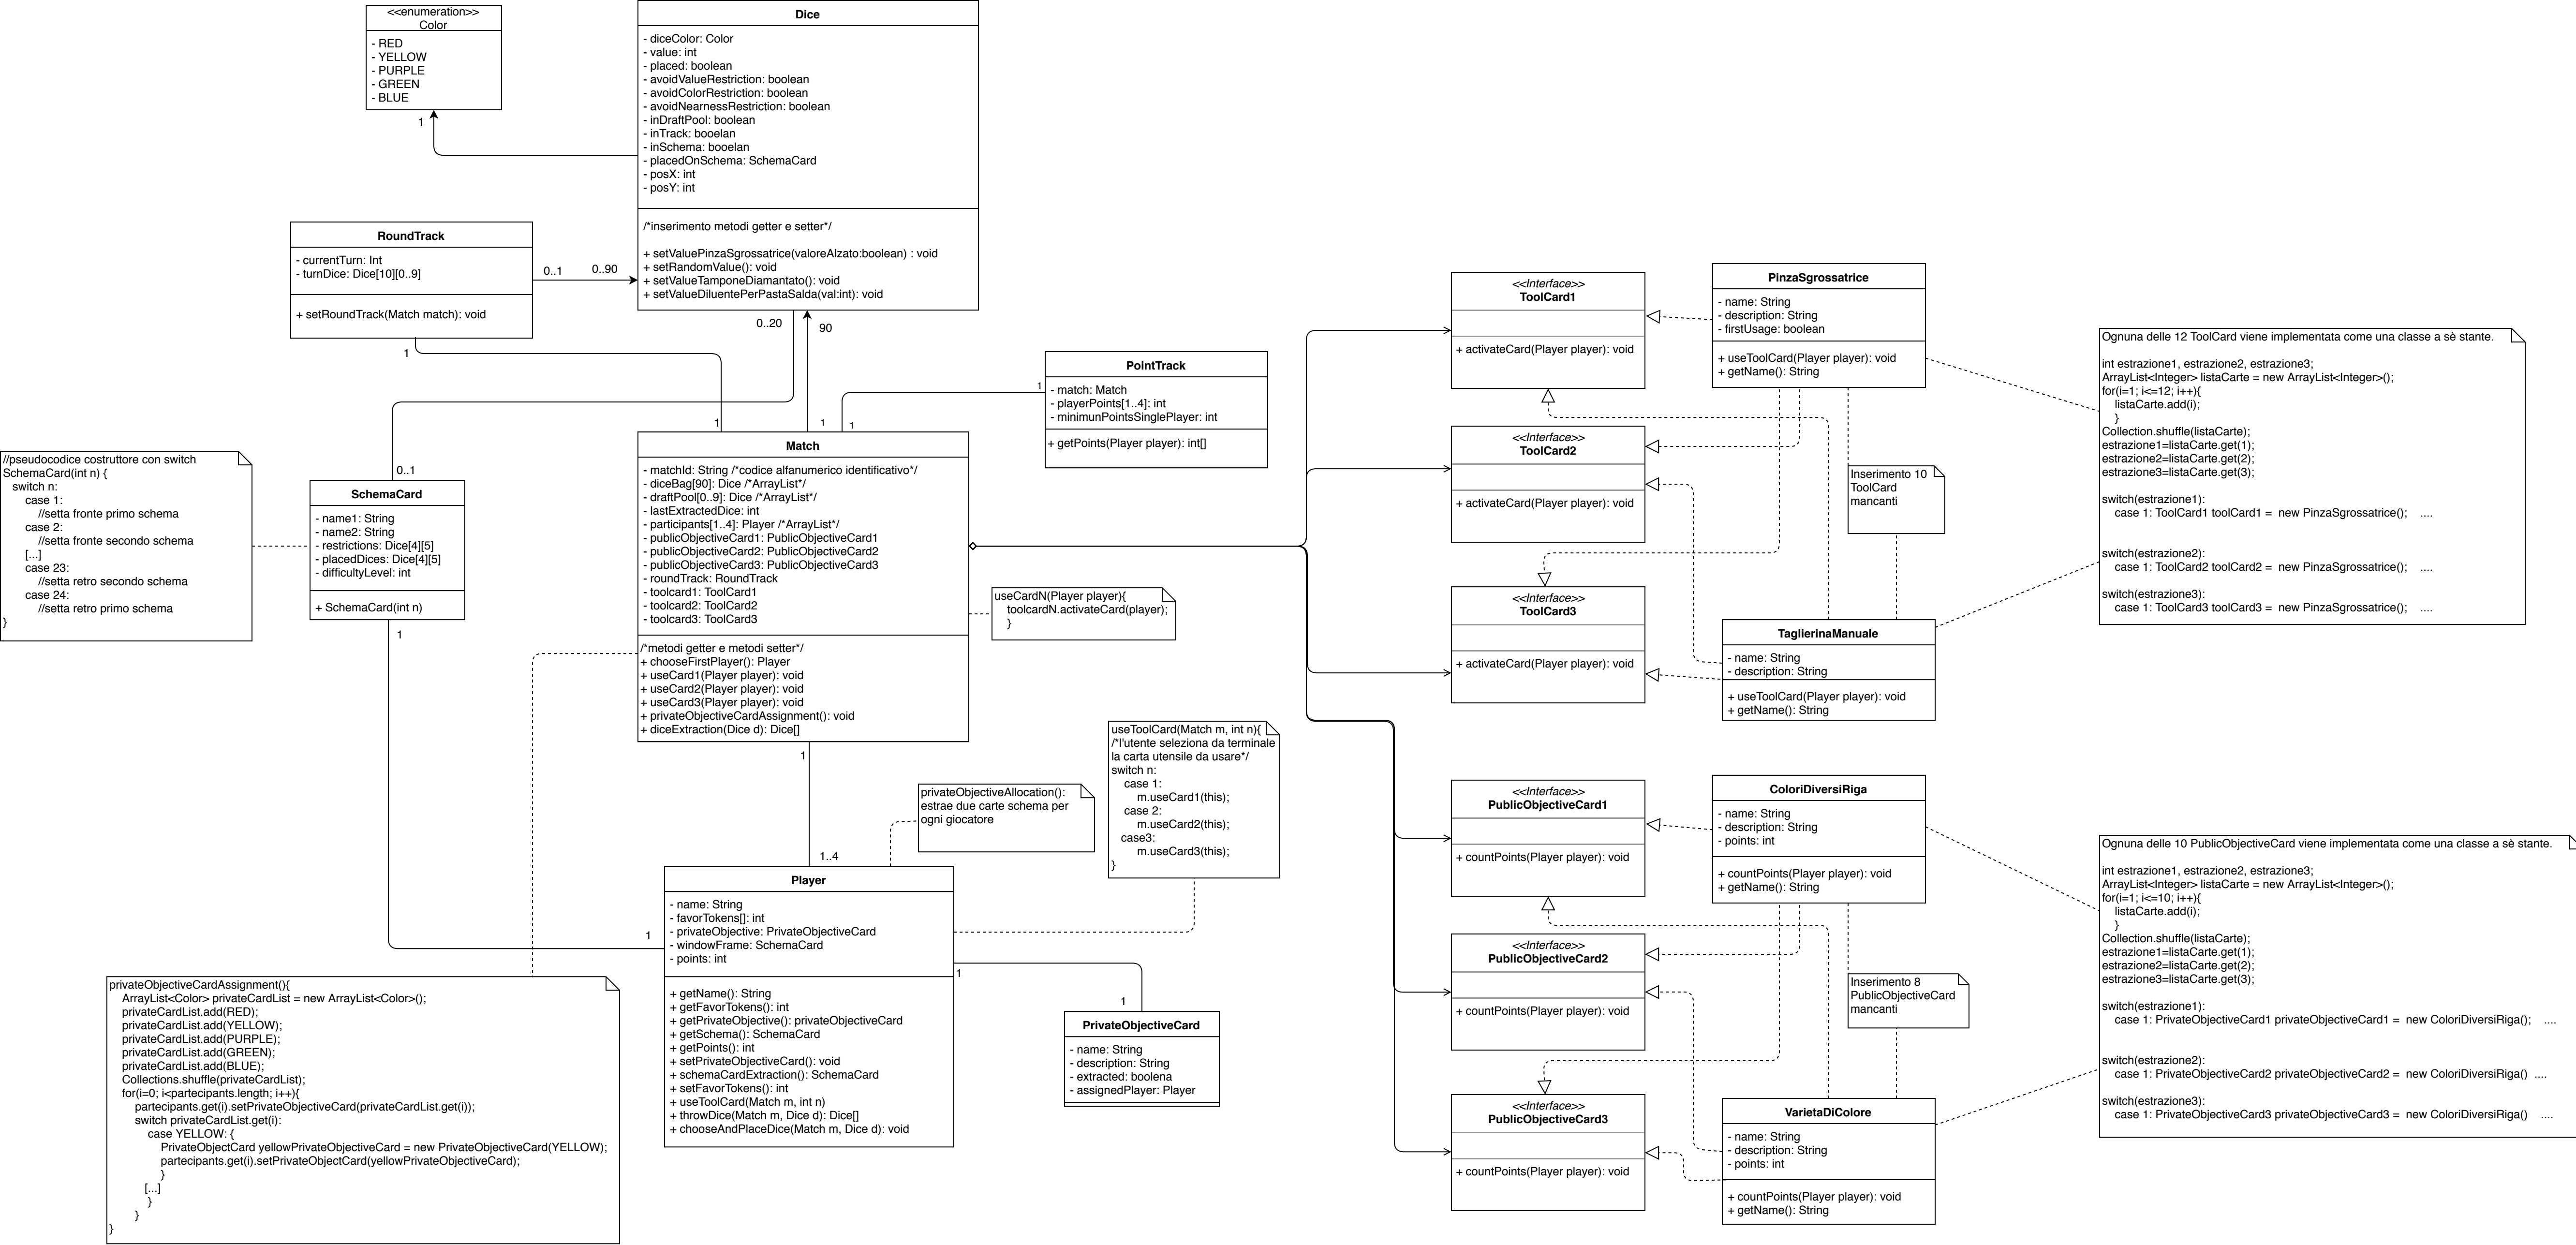 <<enumeration>>
Color
- RED
- YELLOW
- PURPLE
- GREEN
- BLUE
1
Dice
- diceColor: Color
- value: int
- placed: boolean
- avoidValueRestriction: boolean
- avoidColorRestriction: boolean
- avoidNearnessRestriction: boolean
- inDraftPool: boolean
- inTrack: booelan
- inSchema: booelan
- placedOnSchema: SchemaCard
- posX: int
- posY: int
/*inserimento metodi getter e setter*/
+ setValuePinzaSgrossatrice(valoreAlzato:boolean) : void
+ setRandomValue(): void
+ setValueTamponeDiamantato(): void
+ setValueDiluentePerPastaSalda(val:int): void
RoundTrack
- currentTurn: Int
- turnDice: Dice[10][0..9]
+ setRoundTrack(Match match): void
0..1
0..90
1
0..20
90
1
1
1
1
PointTrack
- match: Match
- playerPoints[1..4]: int
- minimunPointsSinglePlayer: int
+ getPoints(Player player): int[]
//pseudocodice costruttore con switch
SchemaCard(int n) {
switch n:
case 1:
//setta fronte primo schema
case 2:
//setta fronte secondo schema
[...]
case 23:
//setta retro secondo schema
case 24:
//setta retro primo schema
}
0..1
SchemaCard
- name1: String
- name2: String
- restrictions: Dice[4][5]
- placedDices: Dice[4][5]
- difficultyLevel: int
+ SchemaCard(int n)
1
Match
- matchId: String /*codice alfanumerico identificativo*/
- diceBag[90]: Dice /*ArrayList*/
- draftPool[0..9]: Dice /*ArrayList*/
- lastExtractedDice: int
- participants[1..4]: Player /*ArrayList*/
- publicObjectiveCard1: PublicObjectiveCard1
- publicObjectiveCard2: PublicObjectiveCard2
- publicObjectiveCard3: PublicObjectiveCard3
- roundTrack: RoundTrack
- toolcard1: ToolCard1
- toolcard2: ToolCard2
- toolcard3: ToolCard3
/*metodi getter e metodi setter*/
+ chooseFirstPlayer(): Player
+ useCard1(Player player): void
+ useCard2(Player player): void
+ useCard3(Player player): void
+ privateObjectiveCardAssignment(): void
+ diceExtraction(Dice d): Dice[]
useCardN(Player player){
toolcardN.activateCard(player);
}
1
1..4
1
privateObjectiveAllocation():
estrae due carte schema per
ogni giocatore
useToolCard(Match m, int n){
/*l'utente seleziona da terminale
la carta utensile da usare*/
switch n:
case 1:
m.useCard1(this);
case 2:
m.useCard2(this);
case3:
m.useCard3(this);
}
Player
- name: String
- favorTokens[]: int
- privateObjective: PrivateObjectiveCard
- windowFrame: SchemaCard
- points: int
+ getName(): String
+ getFavorTokens(): int
+ getPrivateObjective(): privateObjectiveCard
+ getSchema(): SchemaCard
+ getPoints(): int
+ setPrivateObjectiveCard(): void
+ schemaCardExtraction(): SchemaCard
+ setFavorTokens(): int
+ useToolCard(Match m, int n)
+ throwDice(Match m, Dice d): Dice[]
+ chooseAndPlaceDice(Match m, Dice d): void
1
1
PrivateObjectiveCard
- name: String
- description: String
- extracted: boolena
- assignedPlayer: Player
privateObjectiveCardAssignment(){
ArrayList<Color> privateCardList = new ArrayList<Color>();
privateCardList.add(RED);
privateCardList.add(YELLOW);
privateCardList.add(PURPLE);
privateCardList.add(GREEN);
privateCardList.add(BLUE);
Collections.shuffle(privateCardList);
for(i=0; i<partecipants.length; i++){
partecipants.get(i).setPrivateObjectiveCard(privateCardList.get(i));
switch privateCardList.get(i):
case YELLOW: {
PrivateObjectCard yellowPrivateObjectiveCard = new PrivateObjectiveCard(YELLOW);
partecipants.get(i).setPrivateObjectCard(yellowPrivateObjectiveCard);
}
[...]
}
}
}
<<Interface>>
ToolCard1
+ activateCard(Player player): void
<<Interface>>
ToolCard2
+ activateCard(Player player): void
<<Interface>>
ToolCard3
+ activateCard(Player player): void
PinzaSgrossatrice
- name: String
- description: String
- firstUsage: boolean
+ useToolCard(Player player): void
+ getName(): String
Inserimento 10
ToolCard
mancanti
TaglierinaManuale
- name: String
- description: String
+ useToolCard(Player player): void
+ getName(): String
Ognuna delle 12 ToolCard viene implementata come una classe a sè stante.
int estrazione1, estrazione2, estrazione3;
ArrayList<Integer> listaCarte = new ArrayList<Integer>();
for(i=1; i<=12; i++){
listaCarte.add(i);
}
Collection.shuffle(listaCarte);
estrazione1=listaCarte.get(1);
estrazione2=listaCarte.get(2);
estrazione3=listaCarte.get(3);
switch(estrazione1):
case 1: ToolCard1 toolCard1 = new PinzaSgrossatrice(); ....
switch(estrazione2):
case 1: ToolCard2 toolCard2 = new PinzaSgrossatrice(); ....
switch(estrazione3):
case 1: ToolCard3 toolCard3 = new PinzaSgrossatrice(); ....
<<Interface>>
PublicObjectiveCard1
+ countPoints(Player player): void
<<Interface>>
PublicObjectiveCard2
+ countPoints(Player player): void
<<Interface>>
PublicObjectiveCard3
+ countPoints(Player player): void
ColoriDiversiRiga
- name: String
- description: String
- points: int
+ countPoints(Player player): void
+ getName(): String
Inserimento 8
PublicObjectiveCard
mancanti
VarietaDiColore
- name: String
- description: String
- points: int
+ countPoints(Player player): void
+ getName(): String
Ognuna delle 10 PublicObjectiveCard viene implementata come una classe a sè stante.
int estrazione1, estrazione2, estrazione3;
ArrayList<Integer> listaCarte = new ArrayList<Integer>();
for(i=1; i<=10; i++){
listaCarte.add(i);
}
Collection.shuffle(listaCarte);
estrazione1=listaCarte.get(1);
estrazione2=listaCarte.get(2);
estrazione3=listaCarte.get(3);
switch(estrazione1):
case 1: PrivateObjectiveCard1 privateObjectiveCard1 = new ColoriDiversiRiga(); ....
switch(estrazione2):
case 1: PrivateObjectiveCard2 privateObjectiveCard2 = new ColoriDiversiRiga() ....
switch(estrazione3):
case 1: PrivateObjectiveCard3 privateObjectiveCard3 = new ColoriDiversiRiga() ....